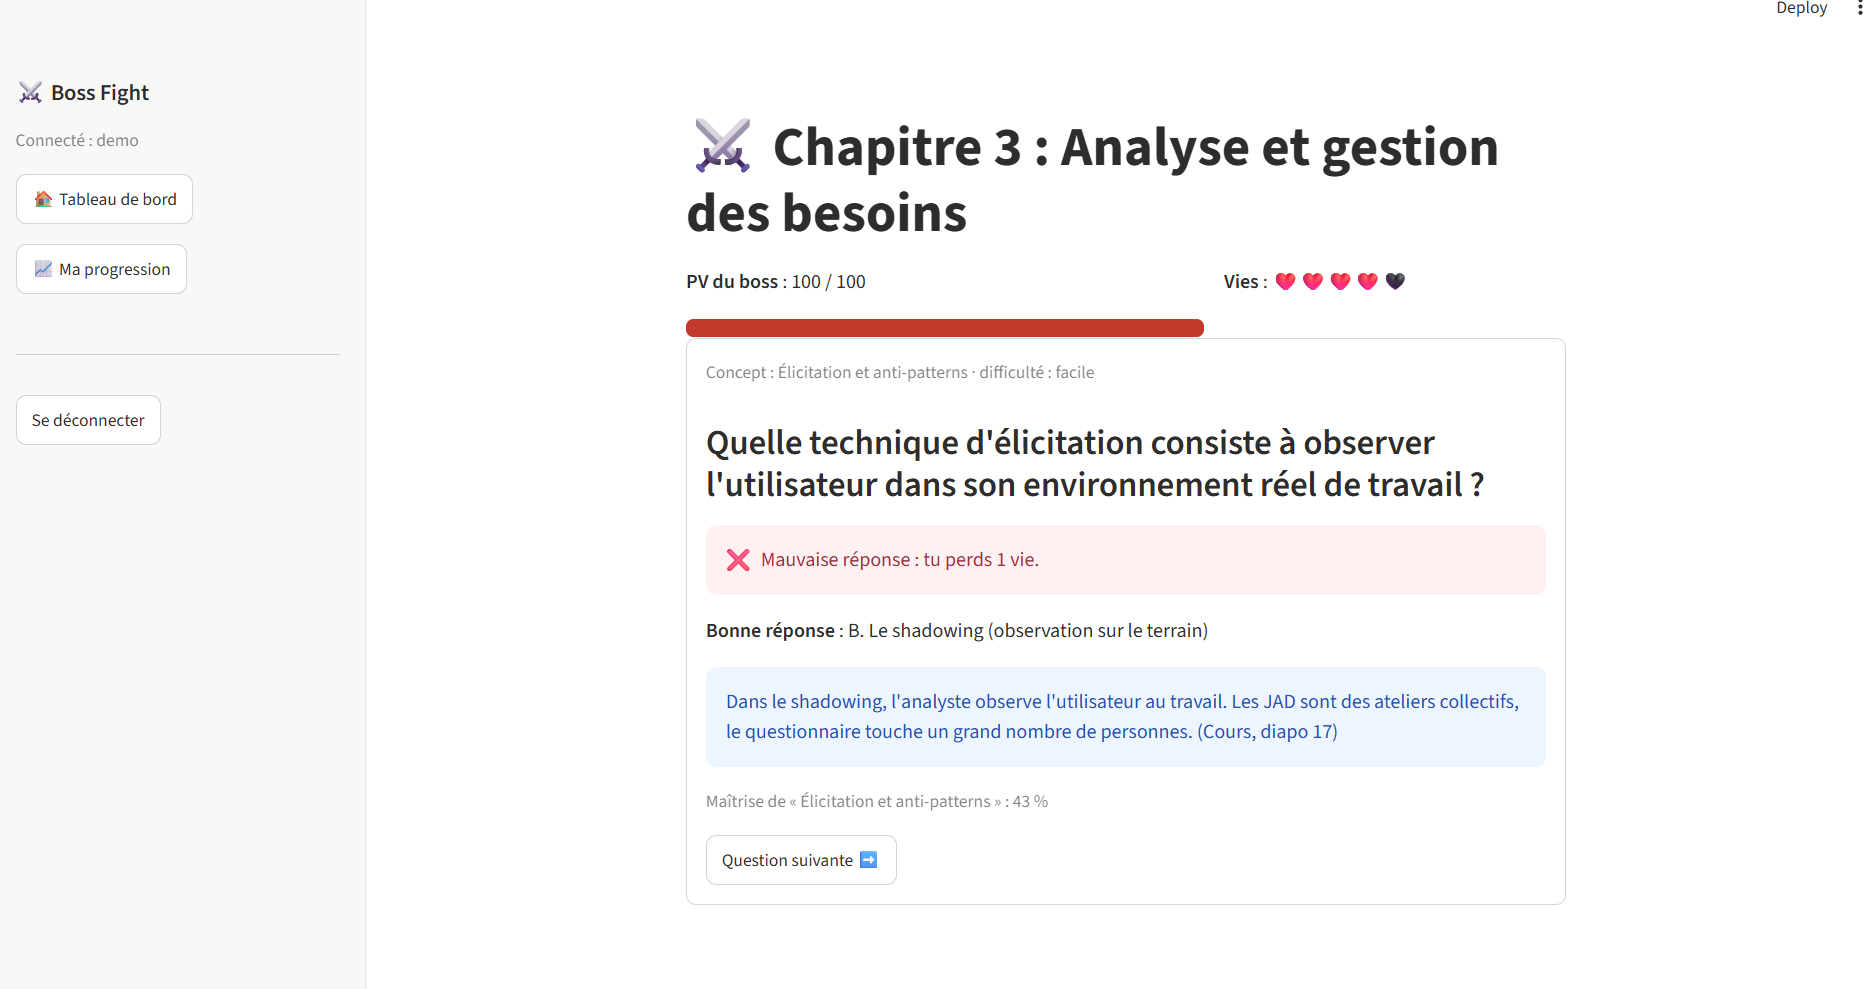 Deploy
Boss Fight
Connecté : demo
Tableau de bord
Ma progression
Se déconnecter
Chapitre 3 : Analyse et gestion
des besoins
PV du boss : 100 / 100
Vies :
Concept : Élicitation et anti-patterns · difficulté : facile
Quelle technique d'élicitation consiste à observer
l'utilisateur dans son environnement réel de travail ?
Mauvaise réponse : tu perds 1 vie.
Bonne réponse : B. Le shadowing (observation sur le terrain)
Dans le shadowing, l'analyste observe l'utilisateur au travail. Les JAD sont des ateliers collectifs,
le questionnaire touche un grand nombre de personnes. (Cours, diapo 17)
Maîtrise de « Élicitation et anti-patterns » : 43 %
Question suivante